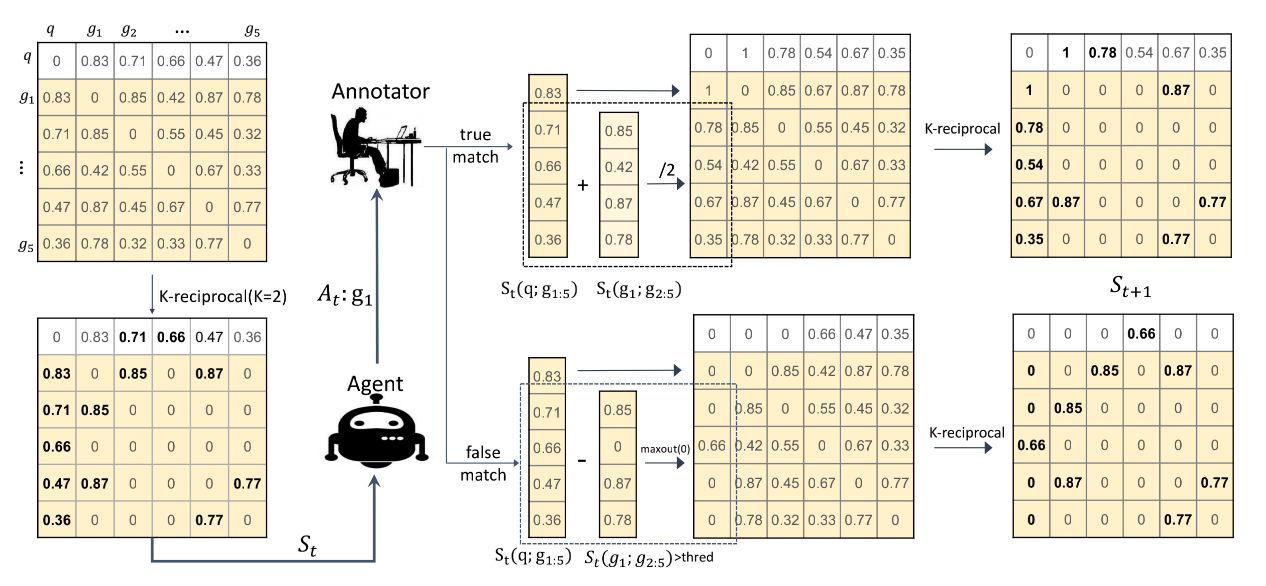 q g₁ g₂ ... g₅
q 0 0.83 0.71 0.66 0.47 0.36
g₁ 0.83 0 0.85 0.42 0.87 0.78
0.71 0.85 0 0.55 0.45 0.32
⋮ 0.66 0.42 0.55 0 0.67 0.33
0.47 0.87 0.45 0.67 0 0.77
g₅ 0.36 0.78 0.32 0.33 0.77 0
K-reciprocal(K=2)
0 0.83 0.71 0.66 0.47 0.36
0.83 0 0.85 0 0.87 0
0.71 0.85 0 0 0 0
0.66 0 0 0 0 0
0.47 0.87 0 0 0 0.77
0.36 0 0 0 0.77 0
Sₜ
Agent
Aₜ: g₁
Annotator
true
match
false
match
0.83
0.71
0.66
0.47
0.36
+
0.85
0.42
0.87
0.78
/2
Sₜ(q; g₁:₅) Sₜ(g₁; g₂:₅)
0 1 0.78 0.54 0.67 0.35
1 0 0.85 0.67 0.87 0.78
0.78 0.85 0 0.55 0.45 0.32
0.54 0.42 0.55 0 0.67 0.33
0.67 0.87 0.45 0.67 0 0.77
0.35 0.78 0.32 0.33 0.77 0
K-reciprocal
0 1 0.78 0.54 0.67 0.35
1 0 0 0 0.87 0
0.78 0 0 0 0 0
0.54 0 0 0 0 0
0.67 0.87 0 0 0 0.77
0.35 0 0 0 0.77 0
Sₜ₊₁
0.83
0.71
0.66
0.47
0.36
-
0.85
0
0.87
0.78
maxout(0)
Sₜ(q; g₁:₅) Sₜ(g₁; g₂:₅)>thred
0 0 0 0.66 0.47 0.35
0 0 0.85 0.42 0.87 0.78
0 0.85 0 0.55 0.45 0.32
0.66 0.42 0.55 0 0.67 0.33
0 0.87 0.45 0.67 0 0.77
0 0.78 0.32 0.33 0.77 0
K-reciprocal
0 0 0 0.66 0 0
0 0 0.85 0 0.87 0
0 0.85 0 0 0 0
0.66 0 0 0 0 0
0 0.87 0 0 0 0.77
0 0 0 0 0.77 0